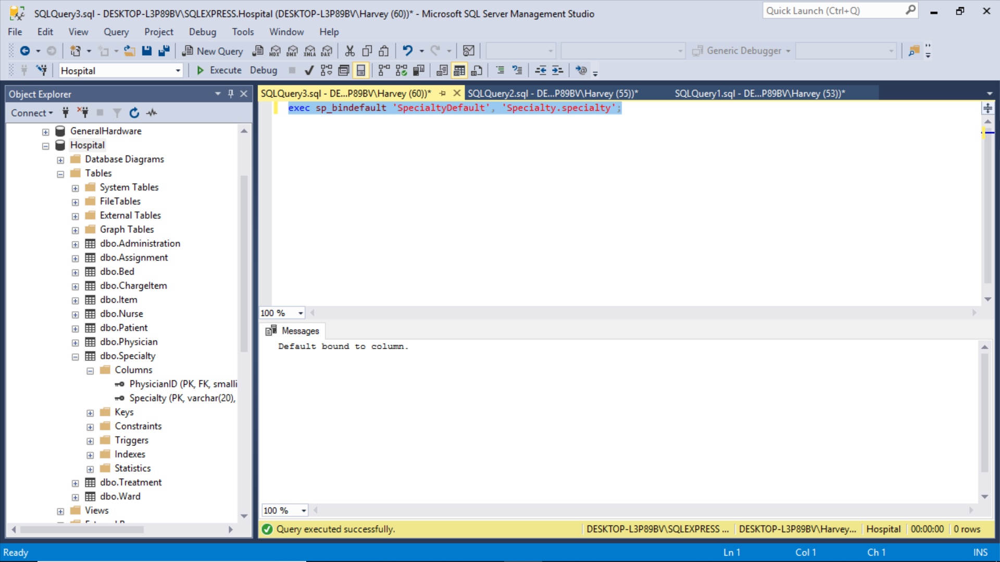 SQLQuery3.sql - DESKTOP-L3P89BV\SQLEXPRESS.Hospital (DESKTOP-L3P89BV\Harvey (60))* - Microsoft SQL Server Management Studio
Quick Launch (Ctrl+Q)
File Edit View Query Project Debug Tools Window Help
New Query MDX DMX XMLA DAX Generic Debugger
Hospital Execute Debug
Object Explorer
SQLQuery3.sql - DE...P89BV\Harvey (60))* SQLQuery2.sql - DE...P89BV\Harvey (55))* SQLQuery1.sql - DE...P89BV\Harvey (53))*
Connect
exec sp_bindefault 'SpecialtyDefault', 'Specialty.specialty';
GeneralHardware
Hospital
Database Diagrams
Tables
System Tables
FileTables
External Tables
Graph Tables
dbo.Administration
dbo.Assignment
dbo.Bed
dbo.ChargeItem
dbo.Item
dbo.Nurse
dbo.Patient
dbo.Physician
dbo.Specialty
Columns
PhysicianID (PK, FK, smalli
Specialty (PK, varchar(20),
Keys
Constraints
Triggers
Indexes
Statistics
dbo.Treatment
dbo.Ward
Views
100 %
Messages
Default bound to column.
100 %
Query executed successfully. DESKTOP-L3P89BV\SQLEXPRESS ... DESKTOP-L3P89BV\Harvey... Hospital 00:00:00 0 rows
Ready Ln 1 Col 1 Ch 1 INS